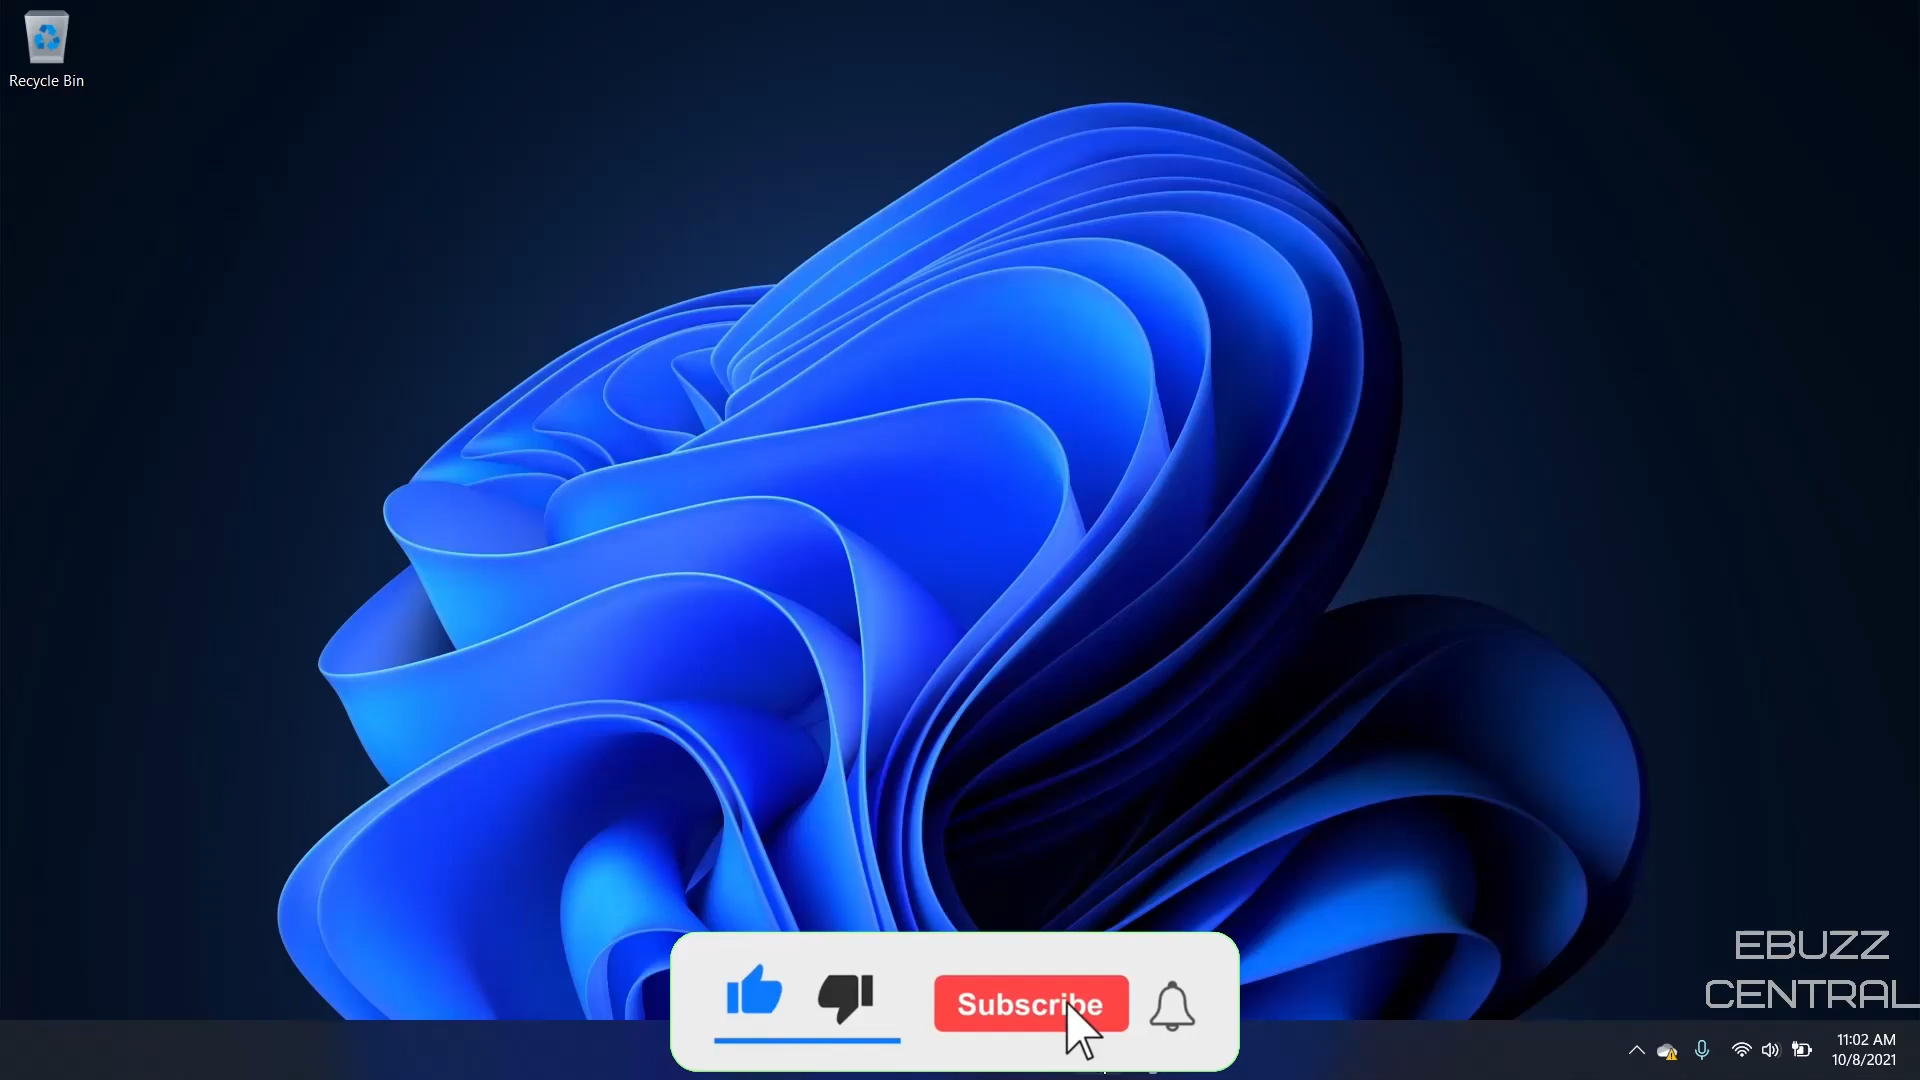 Recycle Bin
EBUZZ
CENTRAL
Subscribe
11:02 AM
10/8/2021